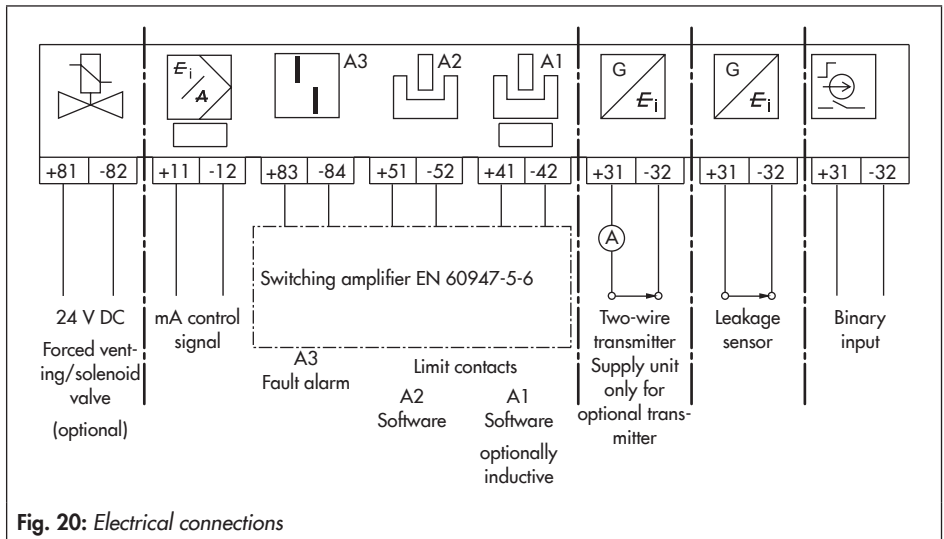 E i / A
A3
A2
A1
G
E i
G
E i
+81 -82 +11 -12 +83 -84 +51 -52 +41 -42 +31 -32 +31 -32 +31 -32
A
Switching amplifier EN 60947-5-6
24 V DC
Forced vent-
ing/solenoid
valve
(optional)
mA control
signal
A3
Fault alarm
Limit contacts
A2
Software
A1
Software
optionally
inductive
Two-wire
transmitter
Supply unit
only for
optional trans-
mitter
Leakage
sensor
Binary
input
Fig. 20: Electrical connections